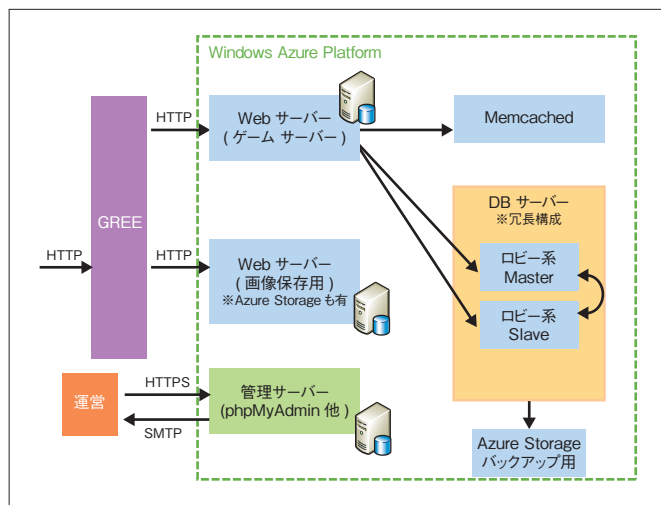 Windows Azure Platform
HTTP
Web サーバー
( ゲーム サーバー )
Memcached
GREE
HTTP
HTTP
Web サーバー
( 画像保存用 )
※Azure Storage も有
DB サーバー
※冗長構成
ロビー系
Master
ロビー系
Slave
運営
HTTPS
SMTP
管理サーバー
(phpMyAdmin 他 )
Azure Storage
バックアップ用